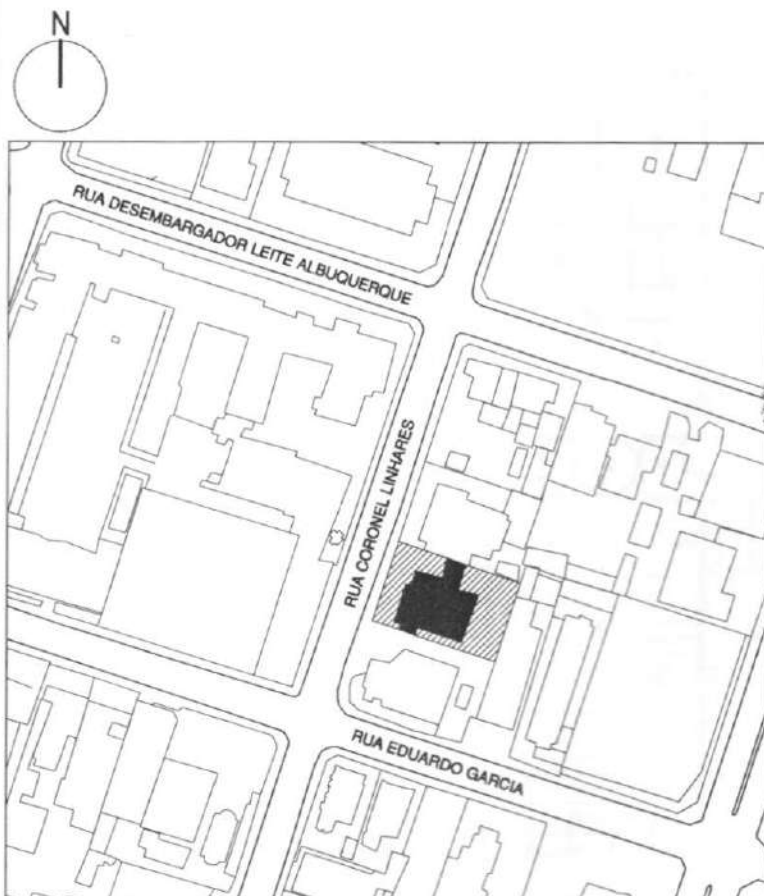 N
RUA DESEMBARGADOR LEITE ALBUQUERQUE
RUA CORONEL LINHARES
RUA EDUARDO GARCIA